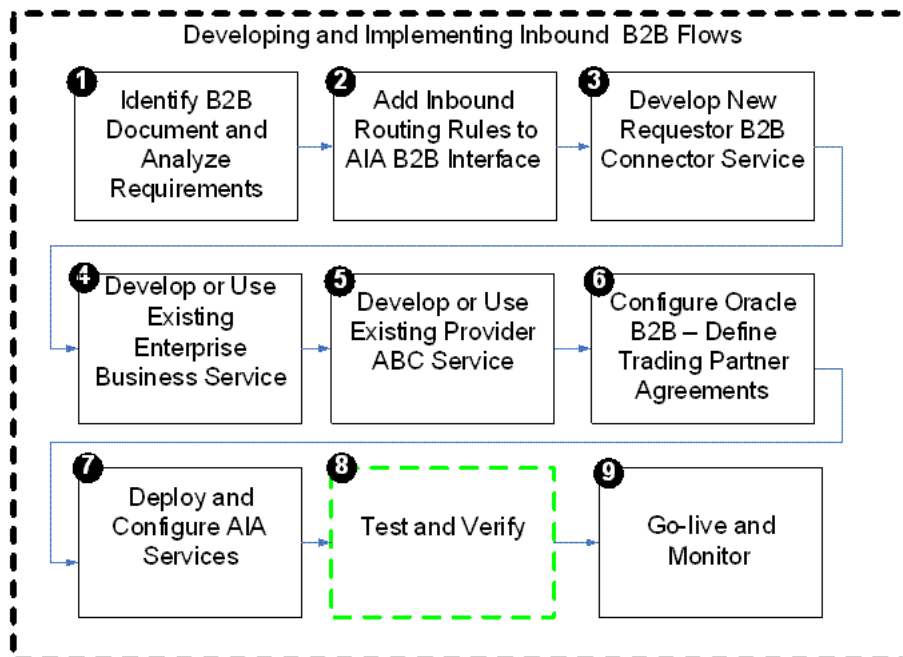 Developing and Implementing Inbound B2B Flows
1
Identify B2B
Document and
Analyze
Requirements
2
Add Inbound
Routing Rules to
AIA B2B Interface
3
Develop New
Requestor B2B
Connector Service
4
Develop or Use
Existing
Enterprise
Business Service
5
Develop or Use
Existing Provider
ABC Service
6
Configure Oracle
B2B – Define
Trading Partner
Agreements
7
Deploy and
Configure AIA
Services
8
Test and Verify
9
Go-live and
Monitor